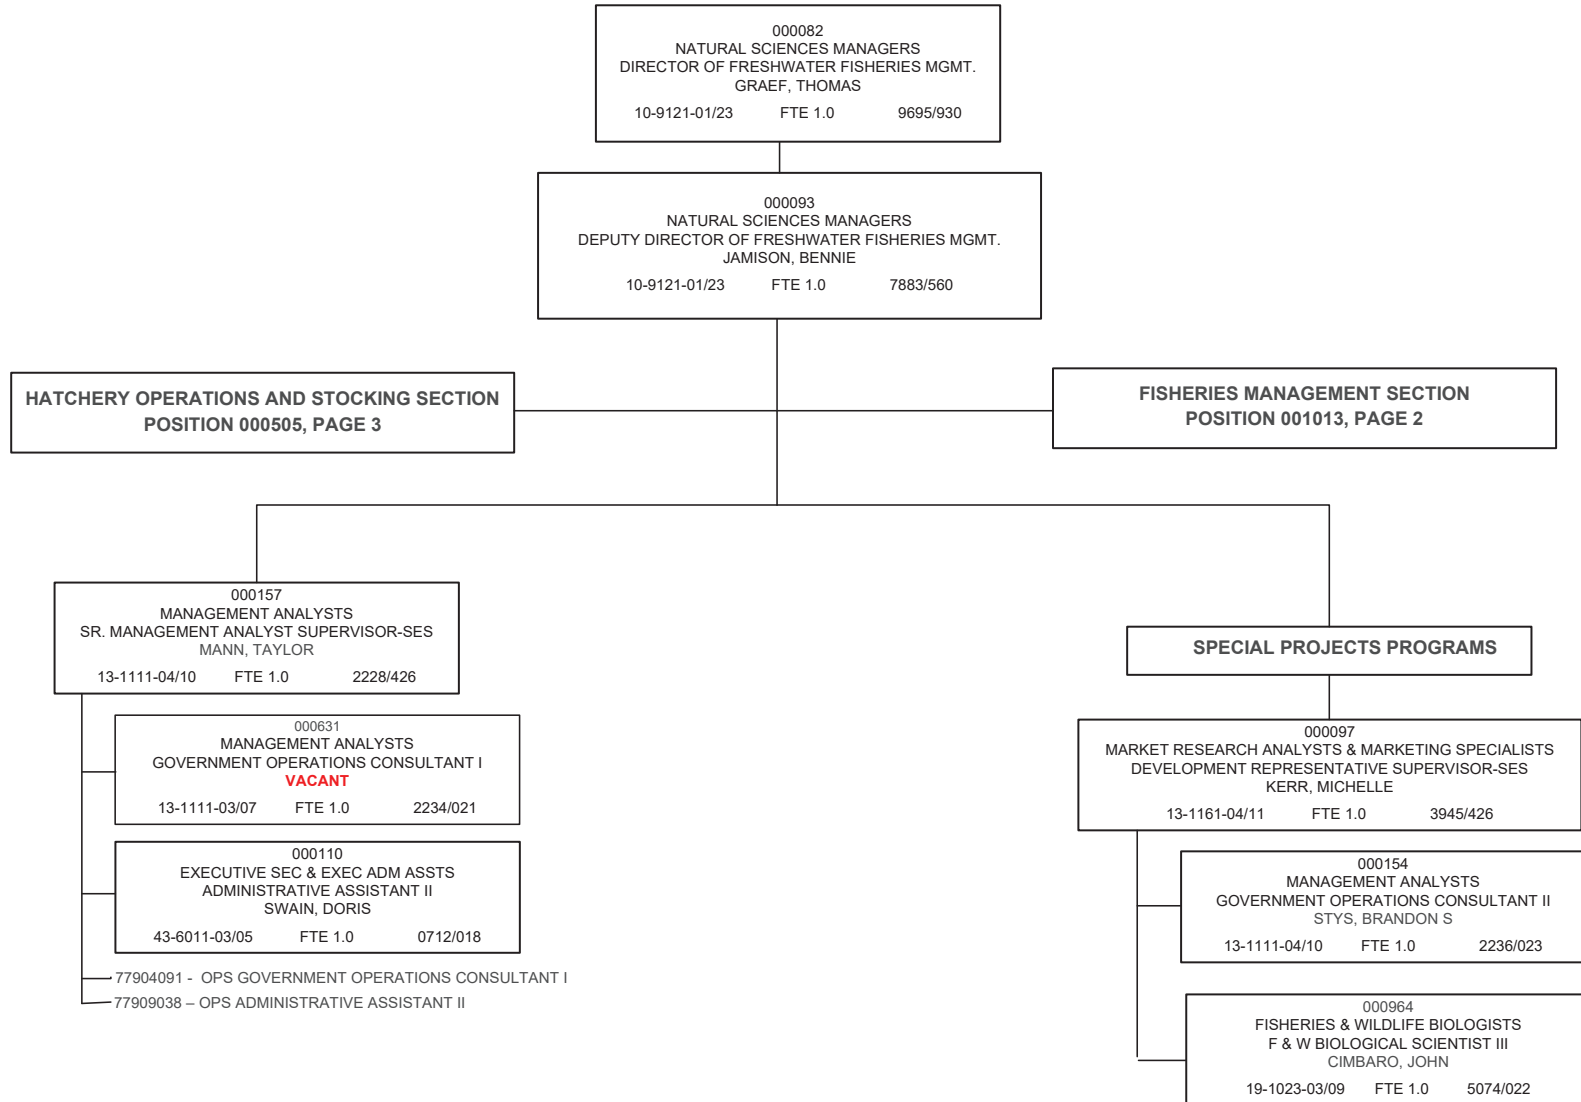 000082
NATURAL SCIENCES MANAGERS
DIRECTOR OF FRESHWATER FISHERIES MGMT.
GRAEF, THOMAS
10-9121-01/23 FTE 1.0 9695/930
000093
NATURAL SCIENCES MANAGERS
DEPUTY DIRECTOR OF FRESHWATER FISHERIES MGMT.
JAMISON, BENNIE
10-9121-01/23 FTE 1.0 7883/560
HATCHERY OPERATIONS AND STOCKING SECTION
POSITION 000505, PAGE 3
FISHERIES MANAGEMENT SECTION
POSITION 001013, PAGE 2
000157
MANAGEMENT ANALYSTS
SR. MANAGEMENT ANALYST SUPERVISOR-SES
MANN, TAYLOR
13-1111-04/10 FTE 1.0 2228/426
000631
MANAGEMENT ANALYSTS
GOVERNMENT OPERATIONS CONSULTANT I
VACANT
13-1111-03/07 FTE 1.0 2234/021
000110
EXECUTIVE SEC & EXEC ADM ASSTS
ADMINISTRATIVE ASSISTANT II
SWAIN, DORIS
43-6011-03/05 FTE 1.0 0712/018
77904091 - OPS GOVERNMENT OPERATIONS CONSULTANT I
77909038 – OPS ADMINISTRATIVE ASSISTANT II
SPECIAL PROJECTS PROGRAMS
000097
MARKET RESEARCH ANALYSTS & MARKETING SPECIALISTS
DEVELOPMENT REPRESENTATIVE SUPERVISOR-SES
KERR, MICHELLE
13-1161-04/11 FTE 1.0 3945/426
000154
MANAGEMENT ANALYSTS
GOVERNMENT OPERATIONS CONSULTANT II
STYS, BRANDON S
13-1111-04/10 FTE 1.0 2236/023
000964
FISHERIES & WILDLIFE BIOLOGISTS
F & W BIOLOGICAL SCIENTIST III
CIMBARO, JOHN
19-1023-03/09 FTE 1.0 5074/022